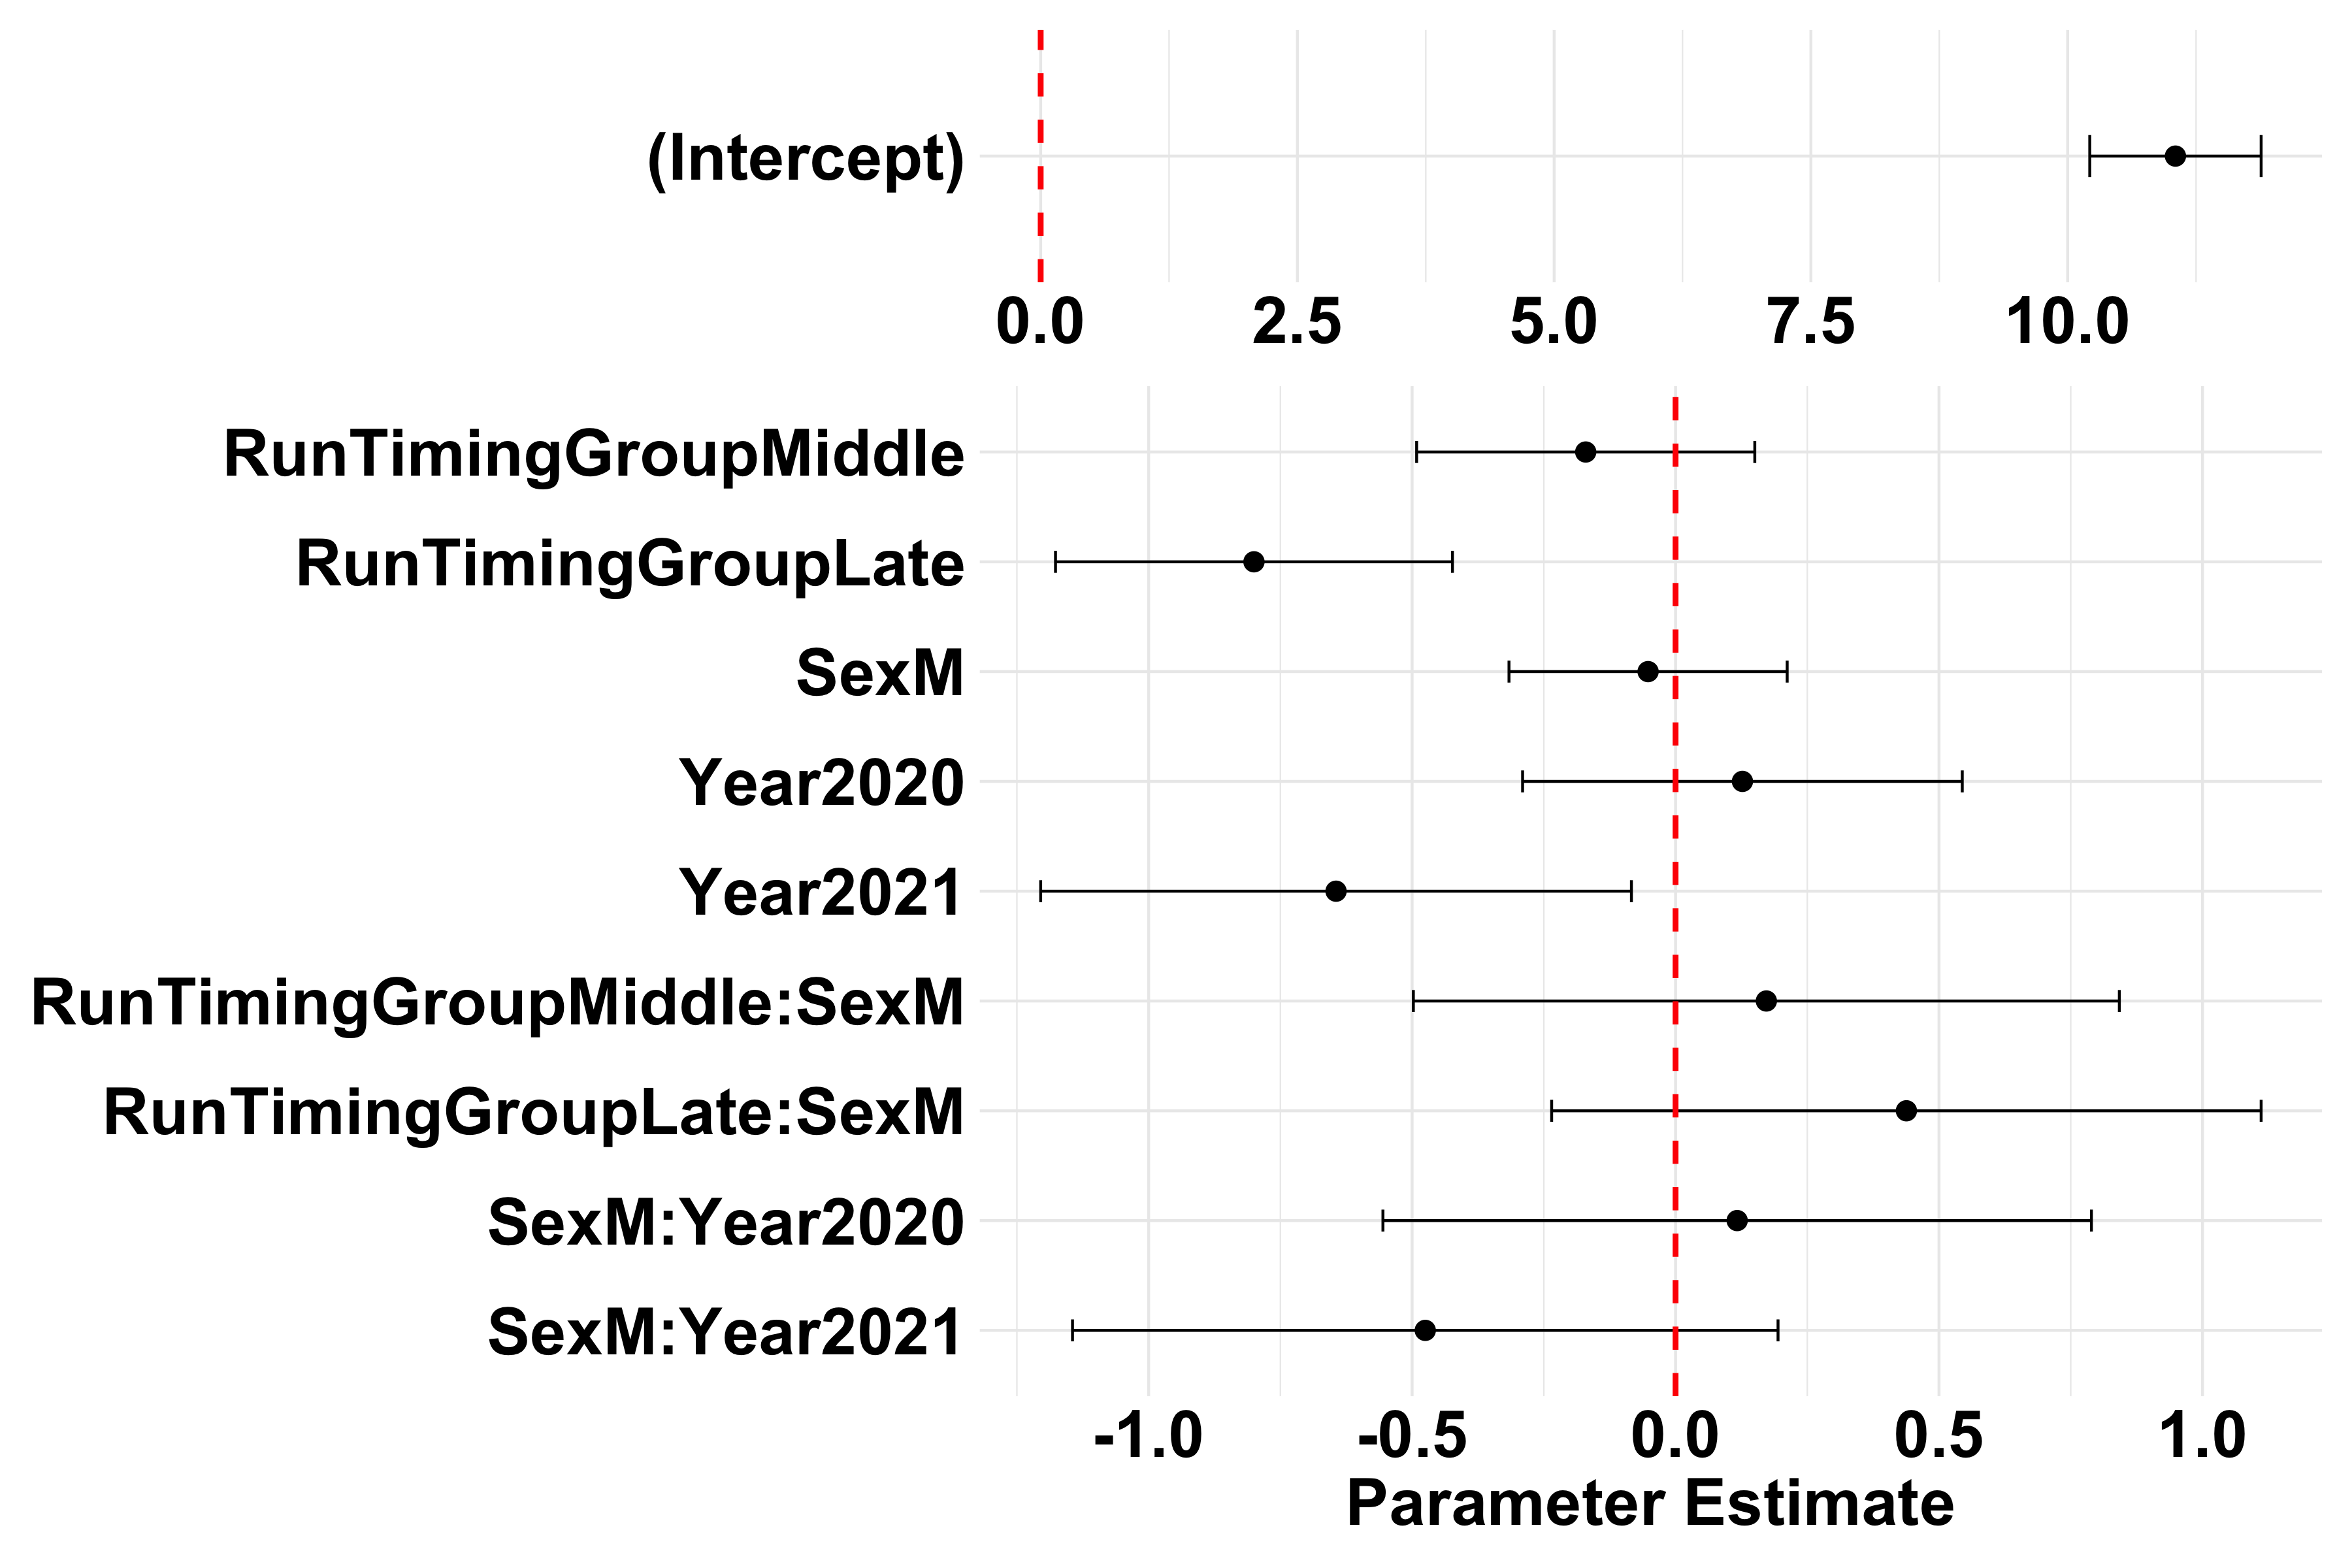 (Intercept)
0.0 2.5 5.0 7.5 10.0
RunTimingGroupMiddle
RunTimingGroupLate
SexM
Year2020
Year2021
RunTimingGroupMiddle:SexM
RunTimingGroupLate:SexM
SexM:Year2020
SexM:Year2021
-1.0 -0.5 0.0 0.5 1.0
Parameter Estimate